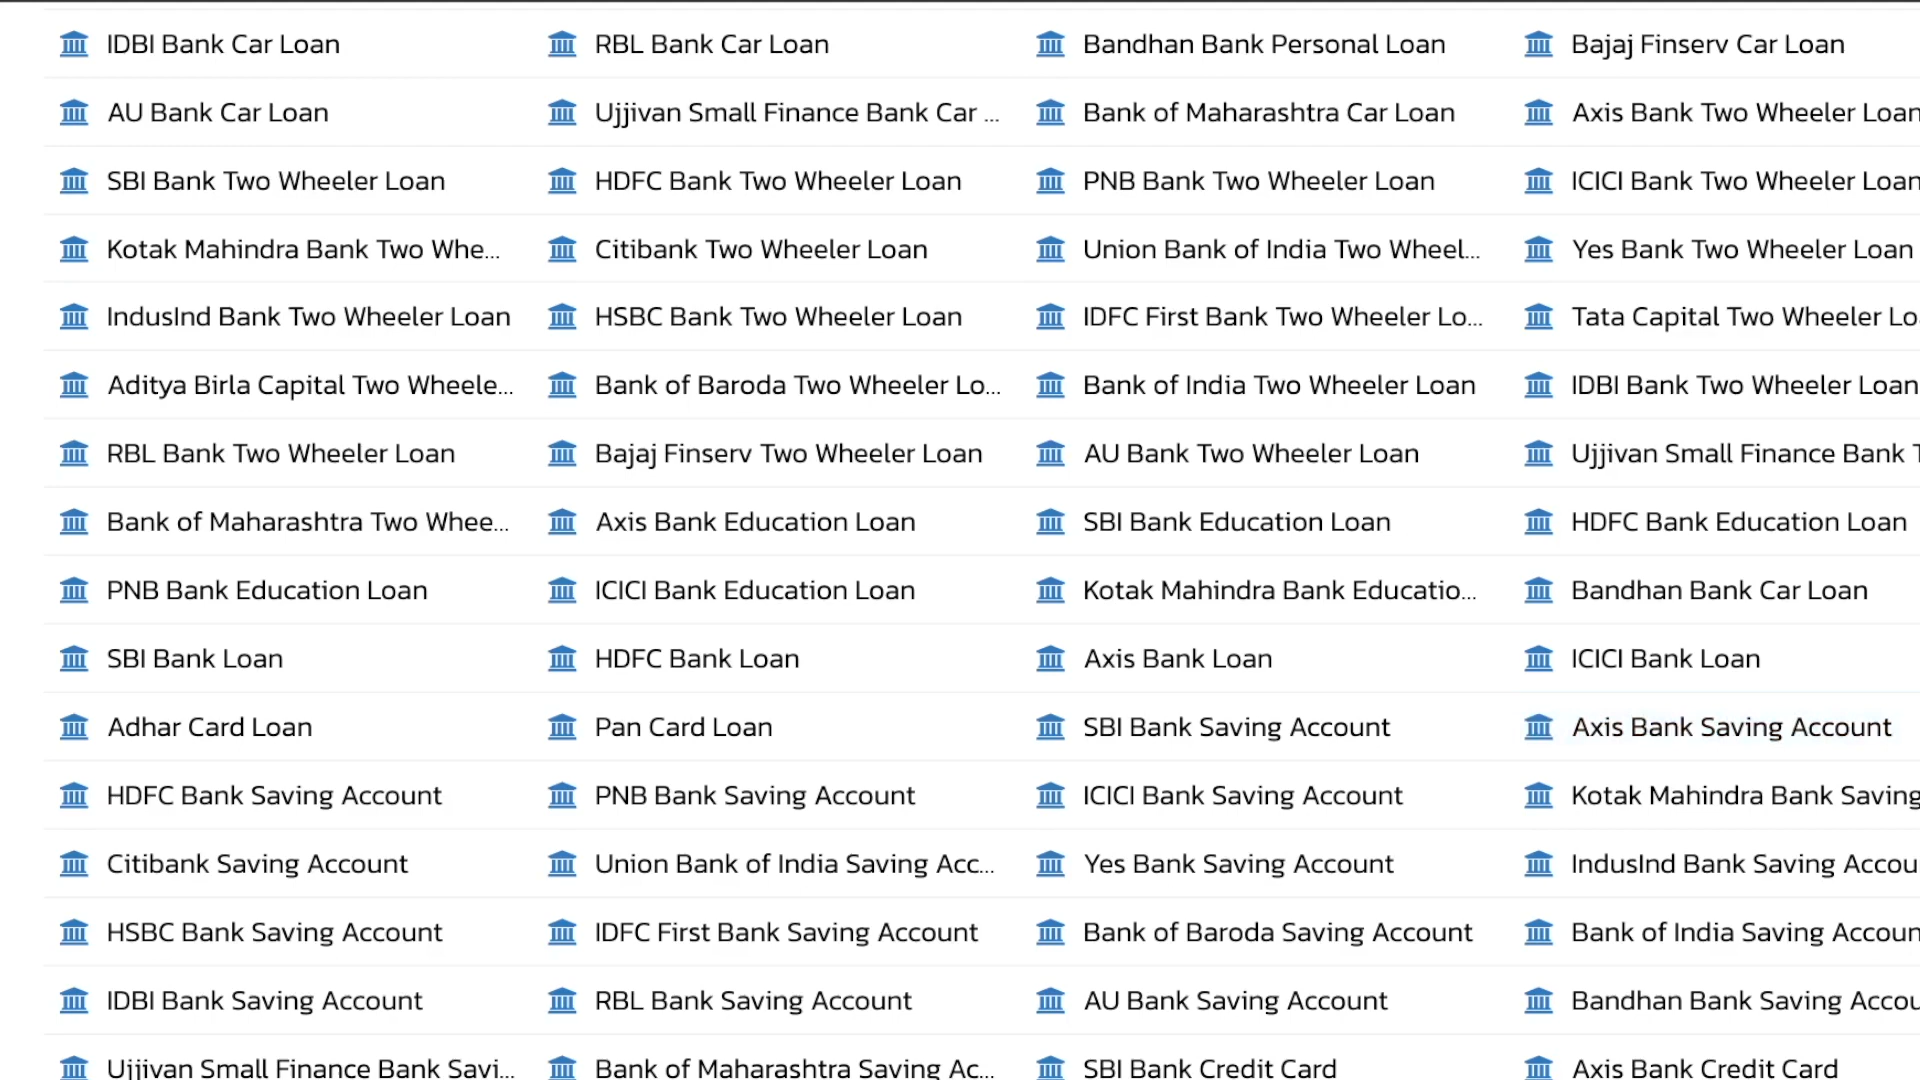 IDBI Bank Car Loan
RBL Bank Car Loan
Bandhan Bank Personal Loan
Bajaj Finserv Car Loan
AU Bank Car Loan
Ujjivan Small Finance Bank Car ...
Bank of Maharashtra Car Loan
Axis Bank Two Wheeler Loan
SBI Bank Two Wheeler Loan
HDFC Bank Two Wheeler Loan
PNB Bank Two Wheeler Loan
ICICI Bank Two Wheeler Loan
Kotak Mahindra Bank Two Whe...
Citibank Two Wheeler Loan
Union Bank of India Two Wheel...
Yes Bank Two Wheeler Loan
IndusInd Bank Two Wheeler Loan
HSBC Bank Two Wheeler Loan
IDFC First Bank Two Wheeler Lo...
Tata Capital Two Wheeler Lo
Aditya Birla Capital Two Wheele...
Bank of Baroda Two Wheeler Lo...
Bank of India Two Wheeler Loan
IDBI Bank Two Wheeler Loan
RBL Bank Two Wheeler Loan
Bajaj Finserv Two Wheeler Loan
AU Bank Two Wheeler Loan
Ujjivan Small Finance Bank T
Bank of Maharashtra Two Whee...
Axis Bank Education Loan
SBI Bank Education Loan
HDFC Bank Education Loan
PNB Bank Education Loan
ICICI Bank Education Loan
Kotak Mahindra Bank Educatio...
Bandhan Bank Car Loan
SBI Bank Loan
HDFC Bank Loan
Axis Bank Loan
ICICI Bank Loan
Adhar Card Loan
Pan Card Loan
SBI Bank Saving Account
Axis Bank Saving Account
HDFC Bank Saving Account
PNB Bank Saving Account
ICICI Bank Saving Account
Kotak Mahindra Bank Saving
Citibank Saving Account
Union Bank of India Saving Acc...
Yes Bank Saving Account
IndusInd Bank Saving Accou
HSBC Bank Saving Account
IDFC First Bank Saving Account
Bank of Baroda Saving Account
Bank of India Saving Accoun
IDBI Bank Saving Account
RBL Bank Saving Account
AU Bank Saving Account
Bandhan Bank Saving Accou
Ujjivan Small Finance Bank Savi...
Bank of Maharashtra Saving Ac...
SBI Bank Credit Card
Axis Bank Credit Card